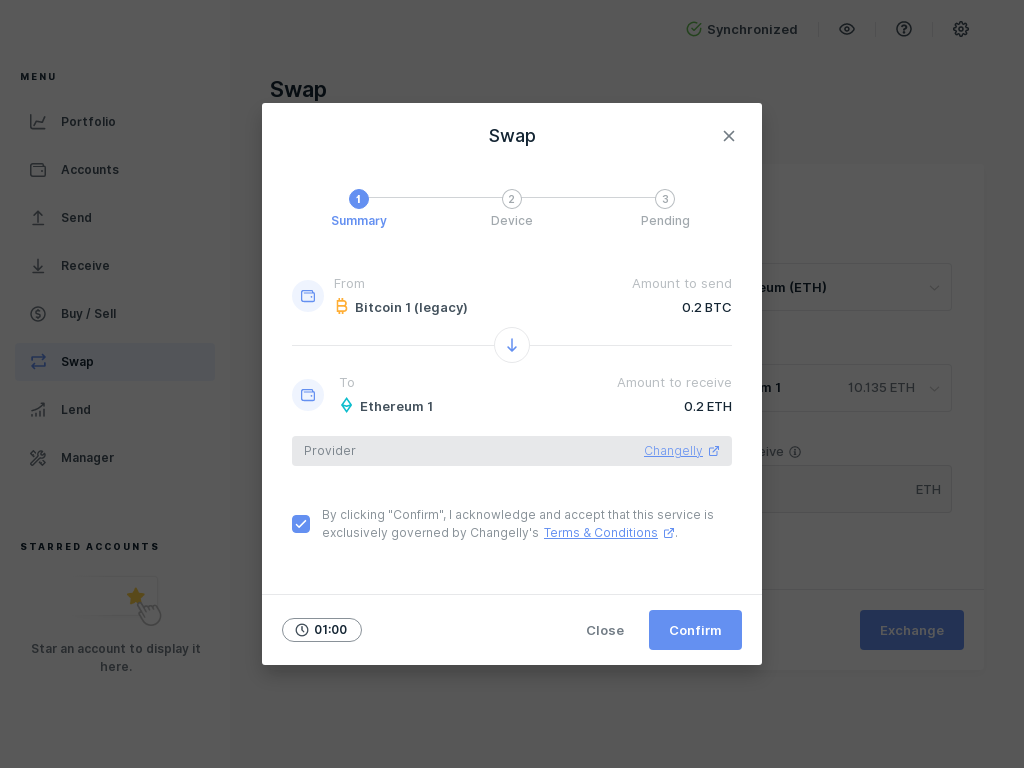 Synchronized
MENU
Portfolio
Accounts
Send
Receive
Buy / Sell
Swap
Lend
Manager
STARRED ACCOUNTS
Star an account to display it
here.
Swap
Swap
1
2
3
Summary
Device
Pending
From
Amount to send
Bitcoin 1 (legacy)
0.2 BTC
To
Amount to receive
Ethereum 1
0.2 ETH
Provider
Changelly
By clicking "Confirm", I acknowledge and accept that this service is
exclusively governed by Changelly's Terms & Conditions .
01:00
Close
Confirm
eum (ETH)
m 1
10.135 ETH
eive
ETH
Exchange